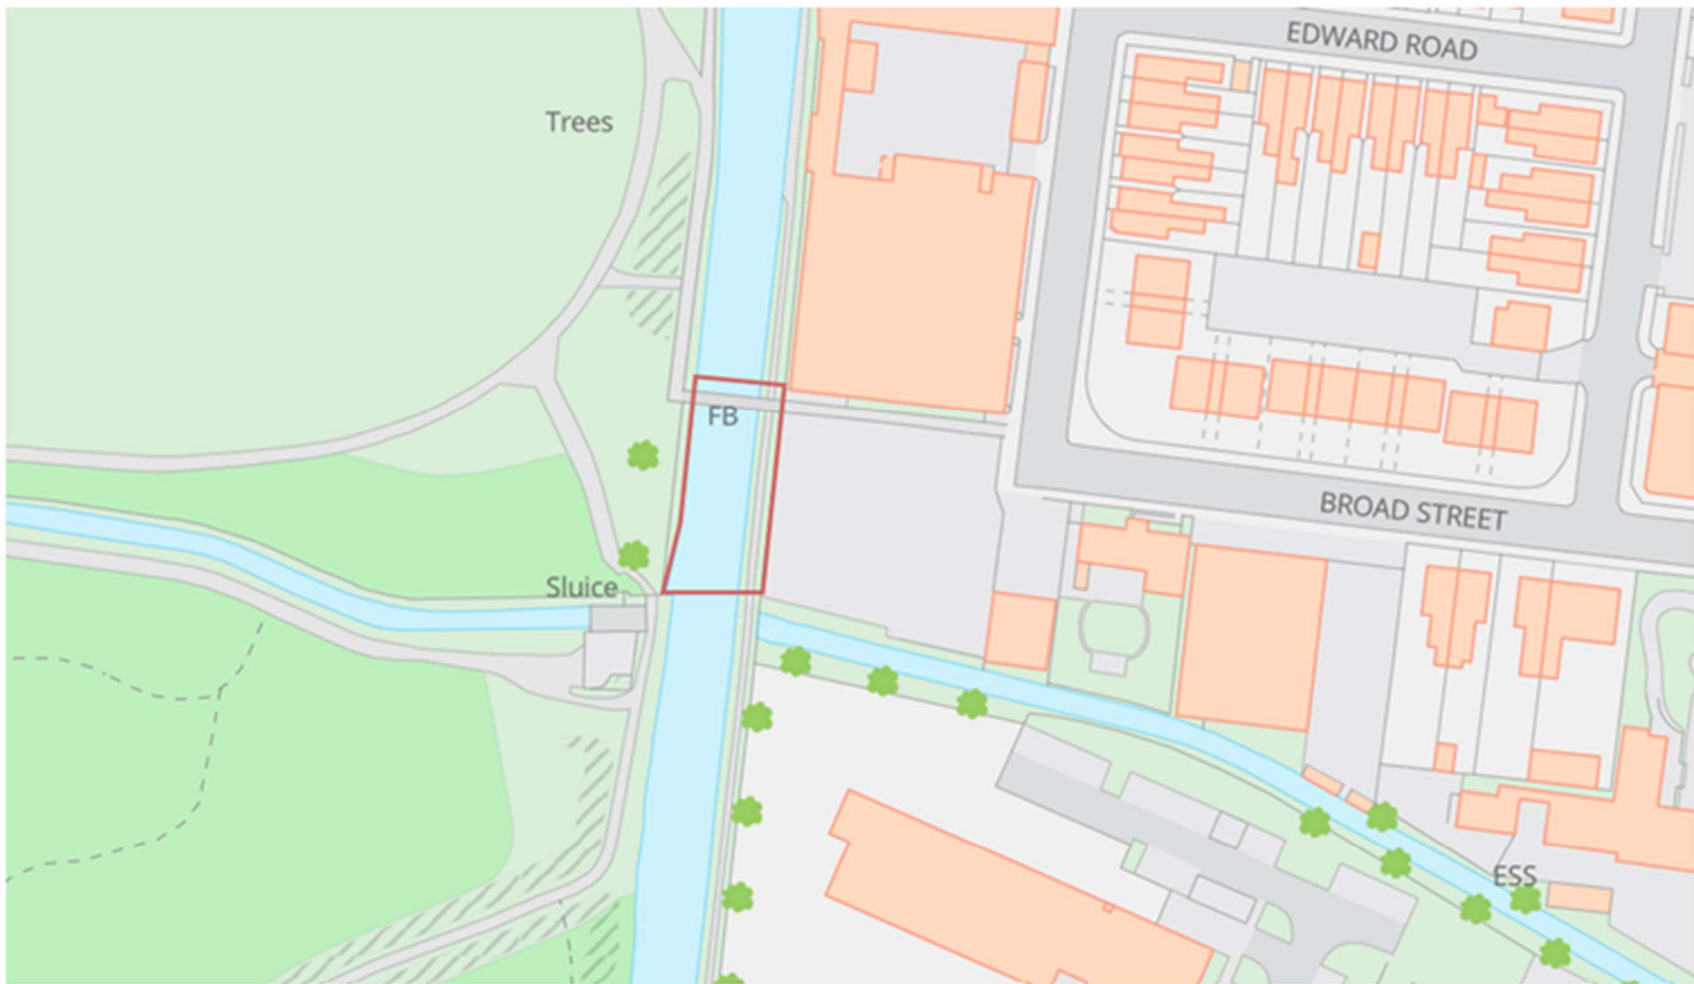 EDWARD ROAD
Trees
FB
BROAD STREET
Sluice
ESS